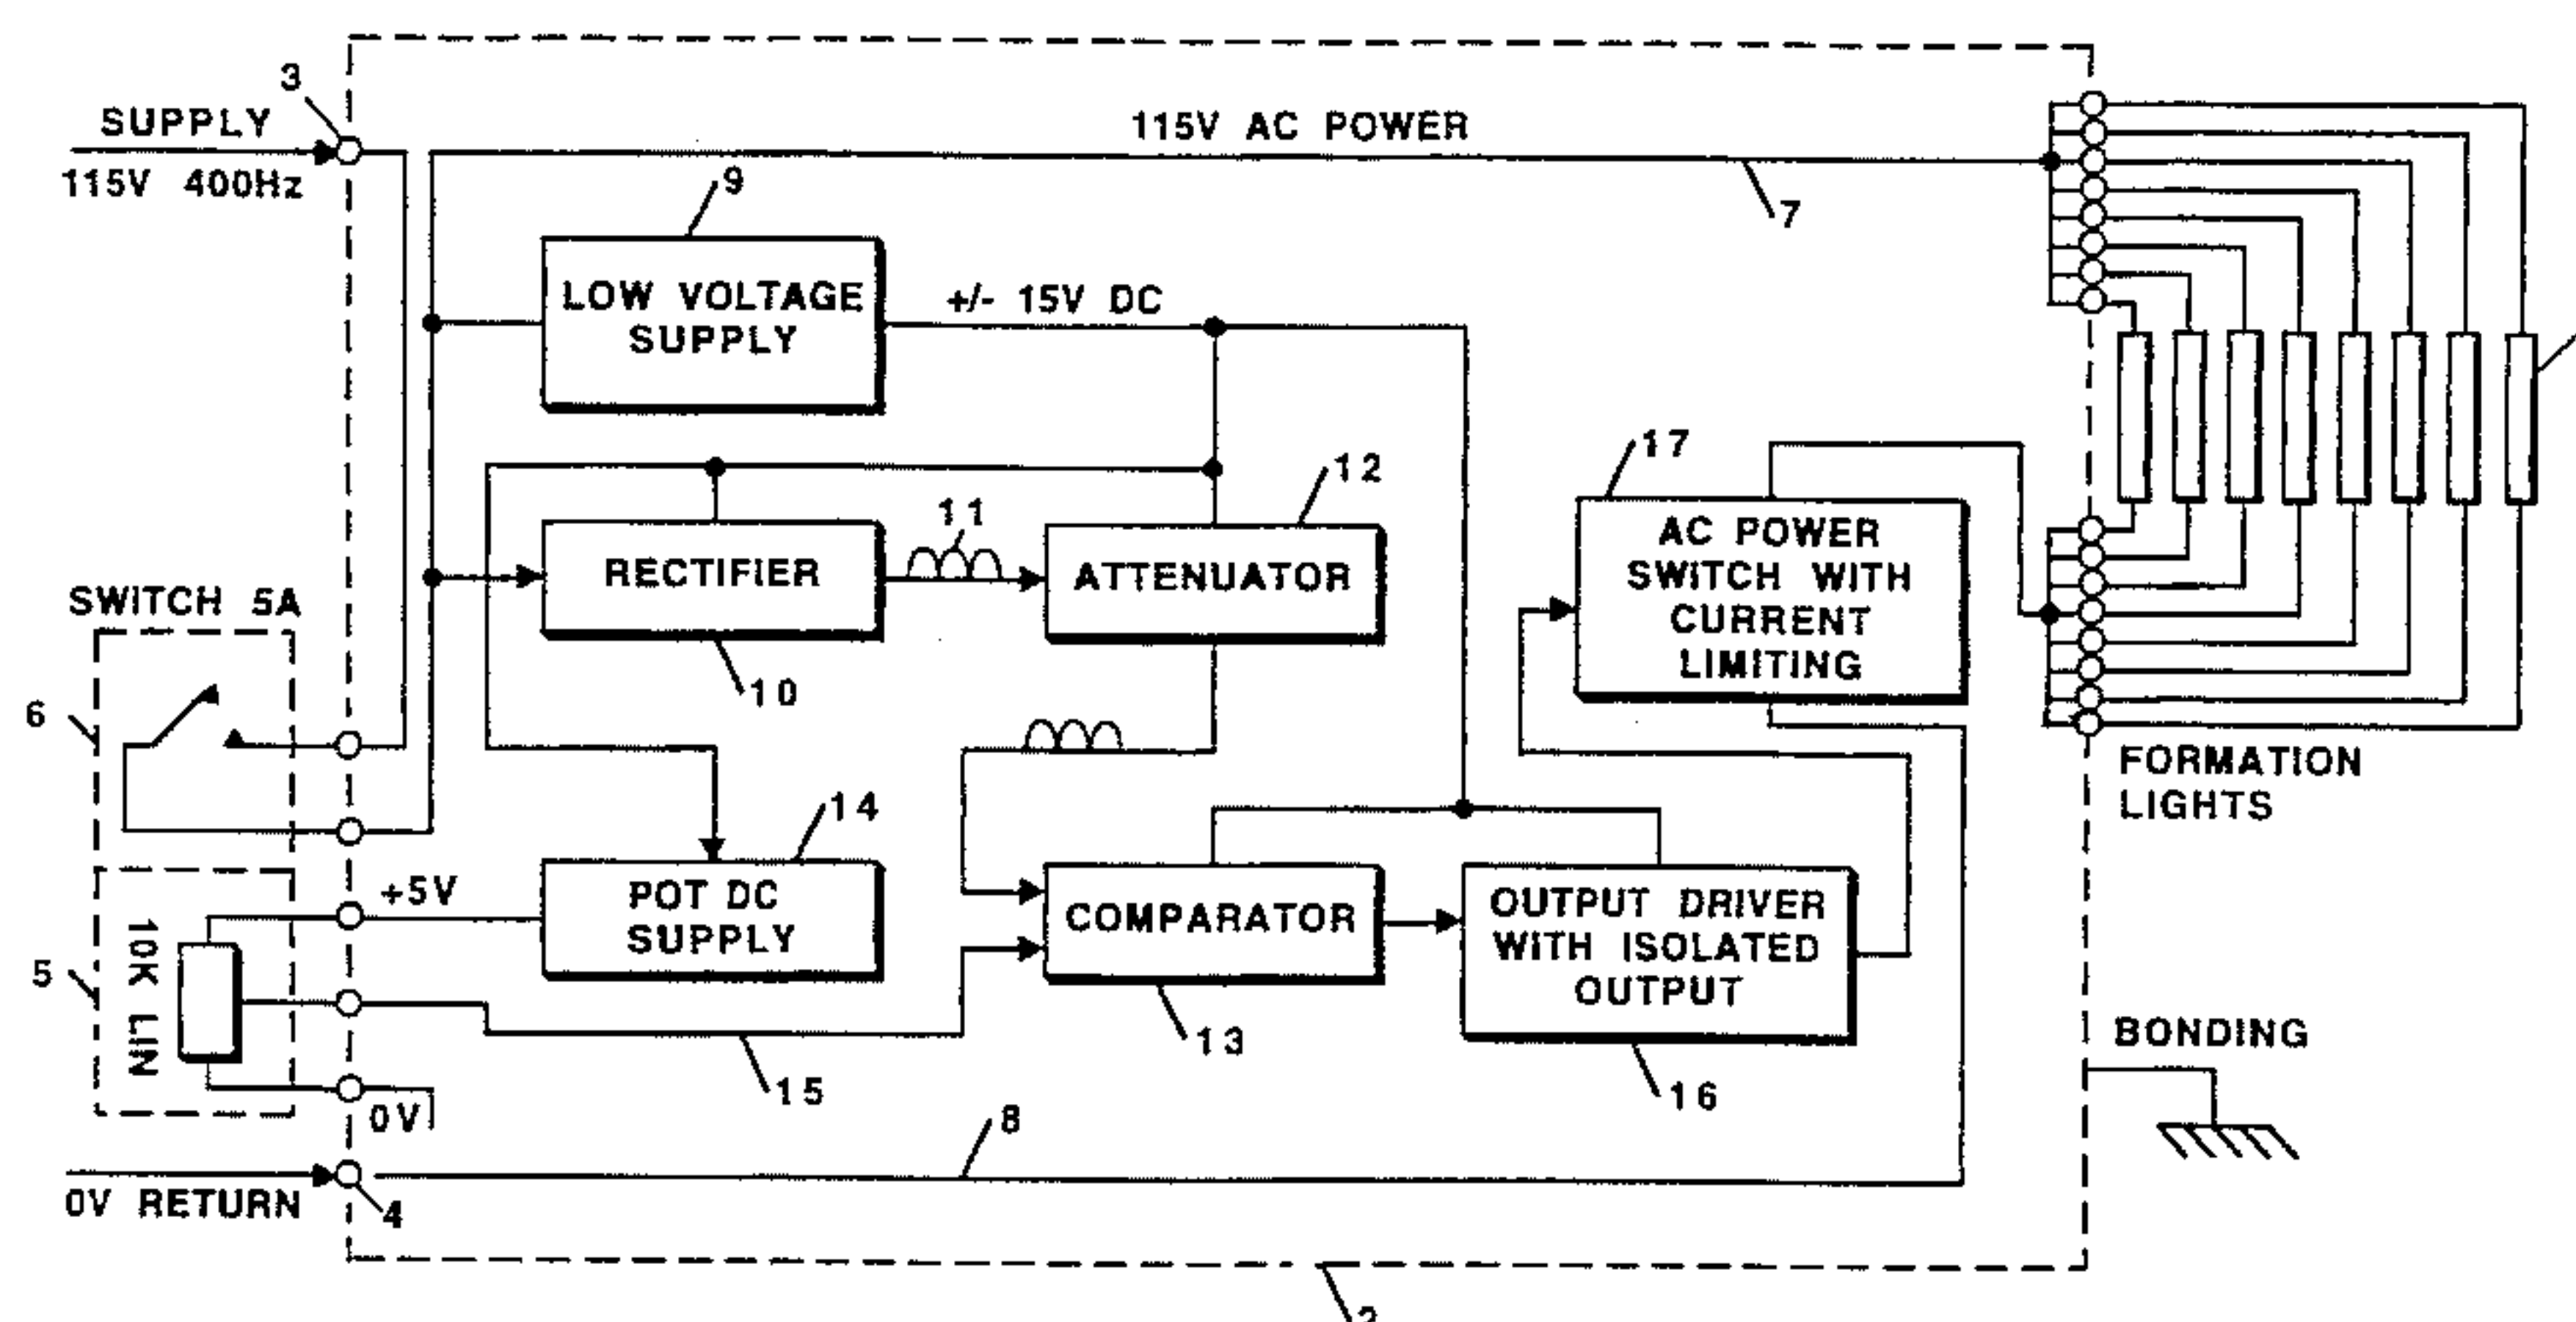 3
SUPPLY
115V 400Hz
115V AC POWER
7
9
LOW VOLTAGE
SUPPLY
+/- 15V DC
11
12
17
RECTIFIER
ATTENUATOR
AC POWER
SWITCH WITH
CURRENT
LIMITING
SWITCH 5A
10
6
FORMATION
LIGHTS
14
+5V
POT DC
SUPPLY
COMPARATOR
OUTPUT DRIVER
WITH ISOLATED
OUTPUT
10K LIN
5
13
BONDING
15
16
0V
8
0V RETURN
4